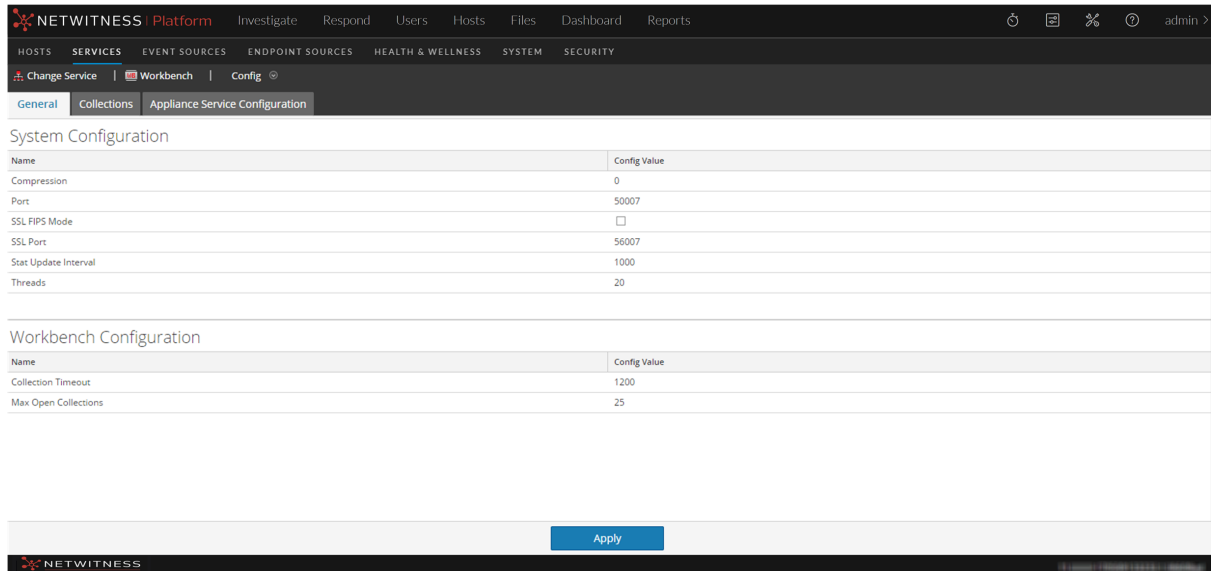 NETWITNESS | Platform Investigate Respond Users Hosts Files Dashboard Reports admin >
HOSTS SERVICES EVENT SOURCES ENDPOINT SOURCES HEALTH & WELLNESS SYSTEM SECURITY
Change Service | Workbench | Config
General Collections Appliance Service Configuration
System Configuration
Name Config Value
Compression 0
Port 50007
SSL FIPS Mode
SSL Port 56007
Stat Update Interval 1000
Threads 20
Workbench Configuration
Name Config Value
Collection Timeout 1200
Max Open Collections 25
Apply
NETWITNESS